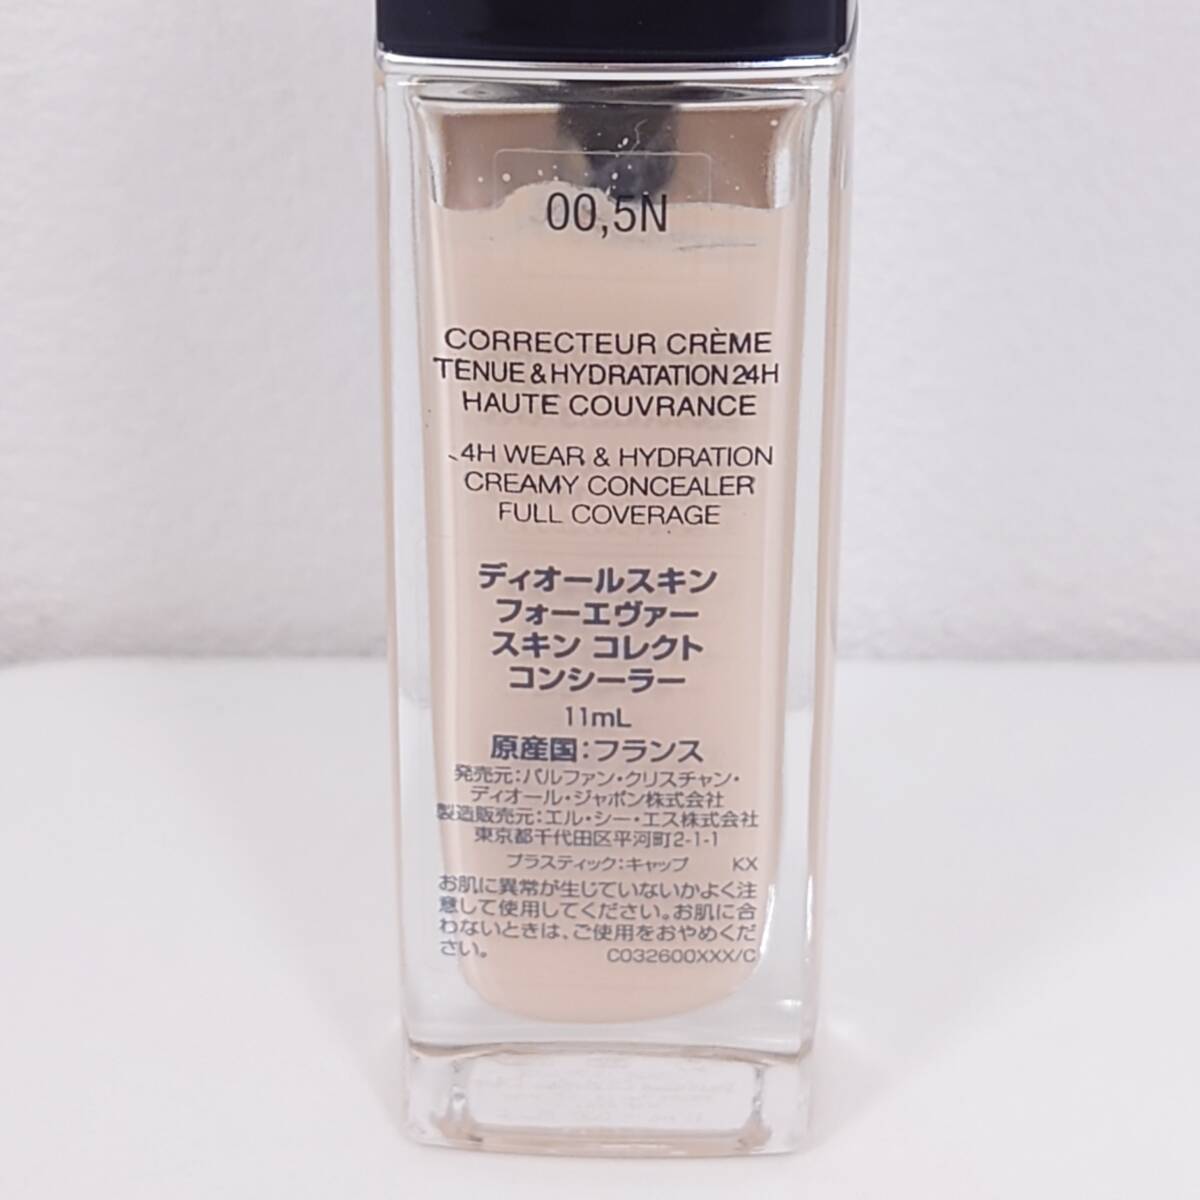 00,5N
CORRECTEUR CRÈME
TENUE & HYDRATATION 24H
HAUTE COUVRANCE
4H WEAR & HYDRATION
CREAMY CONCEALER
FULL COVERAGE
ディオールスキン
フォーエヴァー
スキン コレクト
コンシーラー
11mL
原産国:フランス
発売元:パルファン・クリスチャン・
ディオール・ジャポン株式会社
製造販売元:エル・シー・エス株式会社
東京都千代田区平河町2-1-1
プラスティック:キャップ KX
お肌に異常が生じていないかよく注
意して使用してください。お肌に合
わないときは、ご使用をおやめくだ
さい。 C032600XXX/C